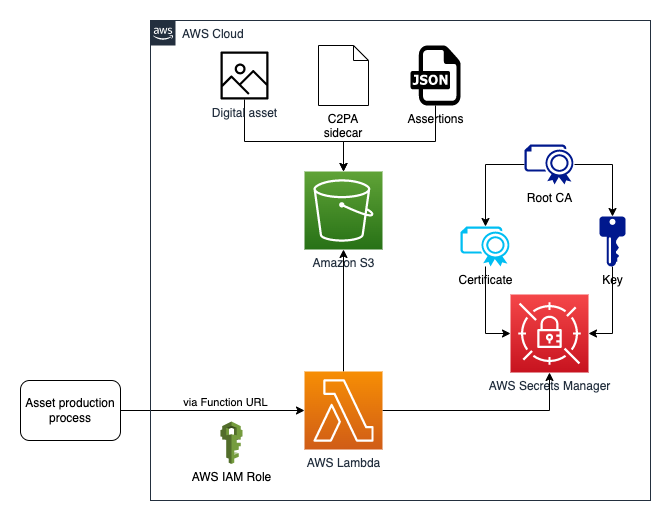 aws
AWS Cloud
Digital asset
C2PA
sidecar
JSON
Assertions
Root CA
Amazon S3
Certificate
Key
AWS Secrets Manager
Asset production
process
via Function URL
AWS IAM Role
AWS Lambda